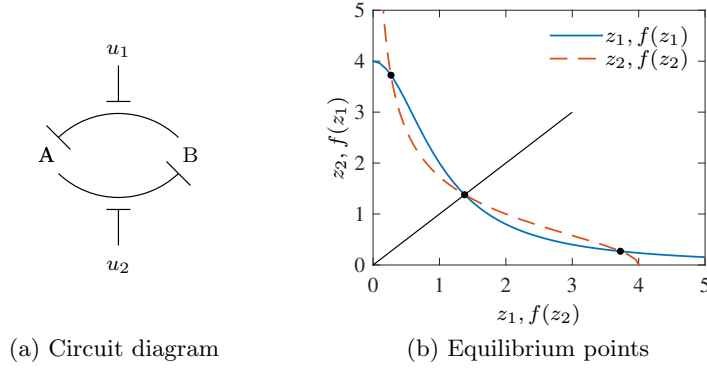 u₁
A B
u₂
(a) Circuit diagram
z₁, f(z₁)
z₂, f(z₂)
z₂, f(z₁)
5
4
3
2
1
0
0 1 2 3 4 5
z₁, f(z₂)
(b) Equilibrium points